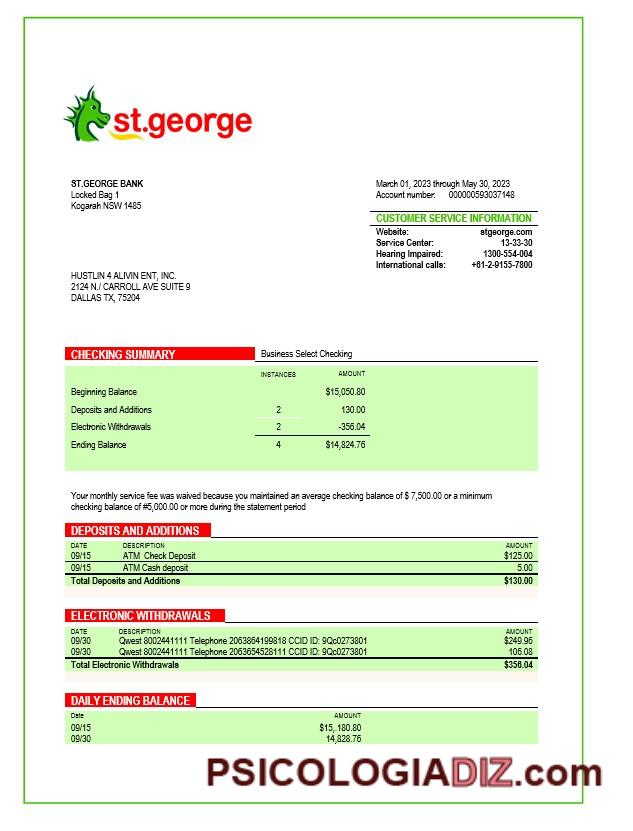 st.george
ST.GEORGE BANK
Locked Bag 1
Kogarah NSW 1485
March 01, 2023 through May 30, 2023
Account number: 000000593037148
CUSTOMER SERVICE INFORMATION
Website: stgeorge.com
Service Center: 13-33-30
Hearing Impaired: 1300-554-004
International calls: +61-2-9155-7800
HUSTLIN 4 ALIVIN ENT, INC.
2124 N./ CARROLL AVE SUITE 9
DALLAS TX, 75204
CHECKING SUMMARY Business Select Checking
INSTANCES AMOUNT
Beginning Balance $15,050.80
Deposits and Additions 2 130.00
Electronic Withdrawals 2 -356.04
Ending Balance 4 $14,824.76
Your monthly service fee was waived because you maintained an average checking balance of $ 7,500.00 or a minimum
checking balance of #5,000.00 or more during the statement period
DEPOSITS AND ADDITIONS
DATE DESCRIPTION AMOUNT
09/15 ATM Check Deposit $125.00
09/15 ATM Cash deposit 5.00
Total Deposits and Additions $130.00
ELECTRONIC WITHDRAWALS
DATE DESCRIPTION AMOUNT
09/30 Qwest 8002441111 Telephone 2063864199818 CCID ID: 9Qc0273801 $249.96
09/30 Qwest 8002441111 Telephone 2063654528111 CCID ID: 9Qc0273801 106.08
Total Electronic Withdrawals $356.04
DAILY ENDING BALANCE
Date AMOUNT
09/15 $15,.180.80
09/30 14,828.76
PSICOLOGIADIZ.com